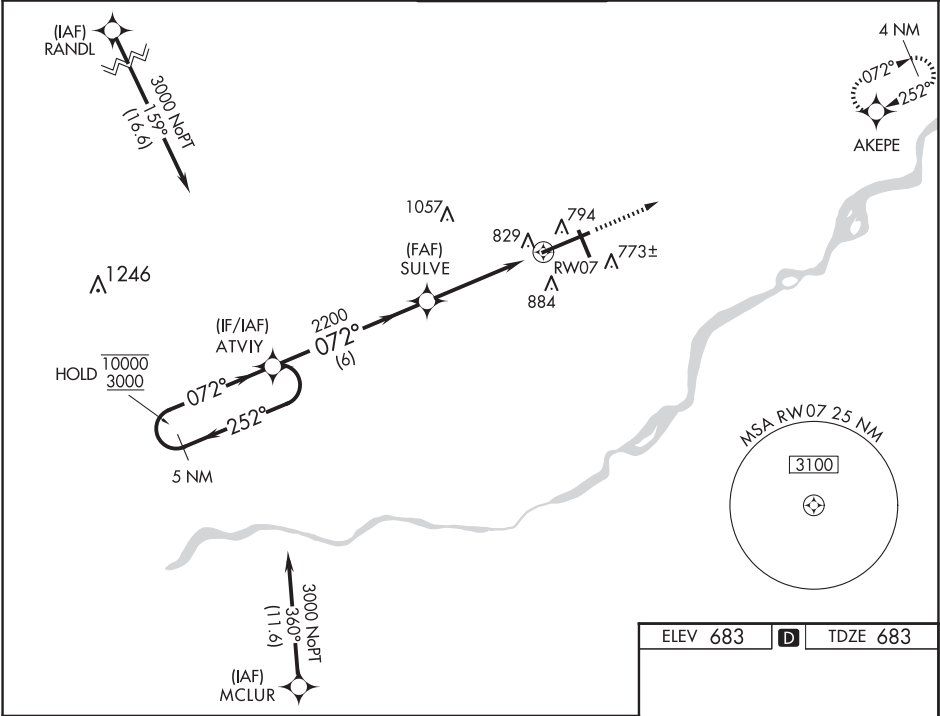 (IAF)
RANDL
3000 NoPT
159°
(16.6)
4 NM
072°
252°
AKEPE
1057
794
829
(FAF)
SULVE
RW07
773±
884
1246
(IF/IAF)
ATVIY
2200
072°
(6)
HOLD 10000
3000
072°
252°
5 NM
MSA RW07 25 NM
3100
3000 NoPT
360°
(11.6)
(IAF)
MCLUR
ELEV 683 D TDZE 683